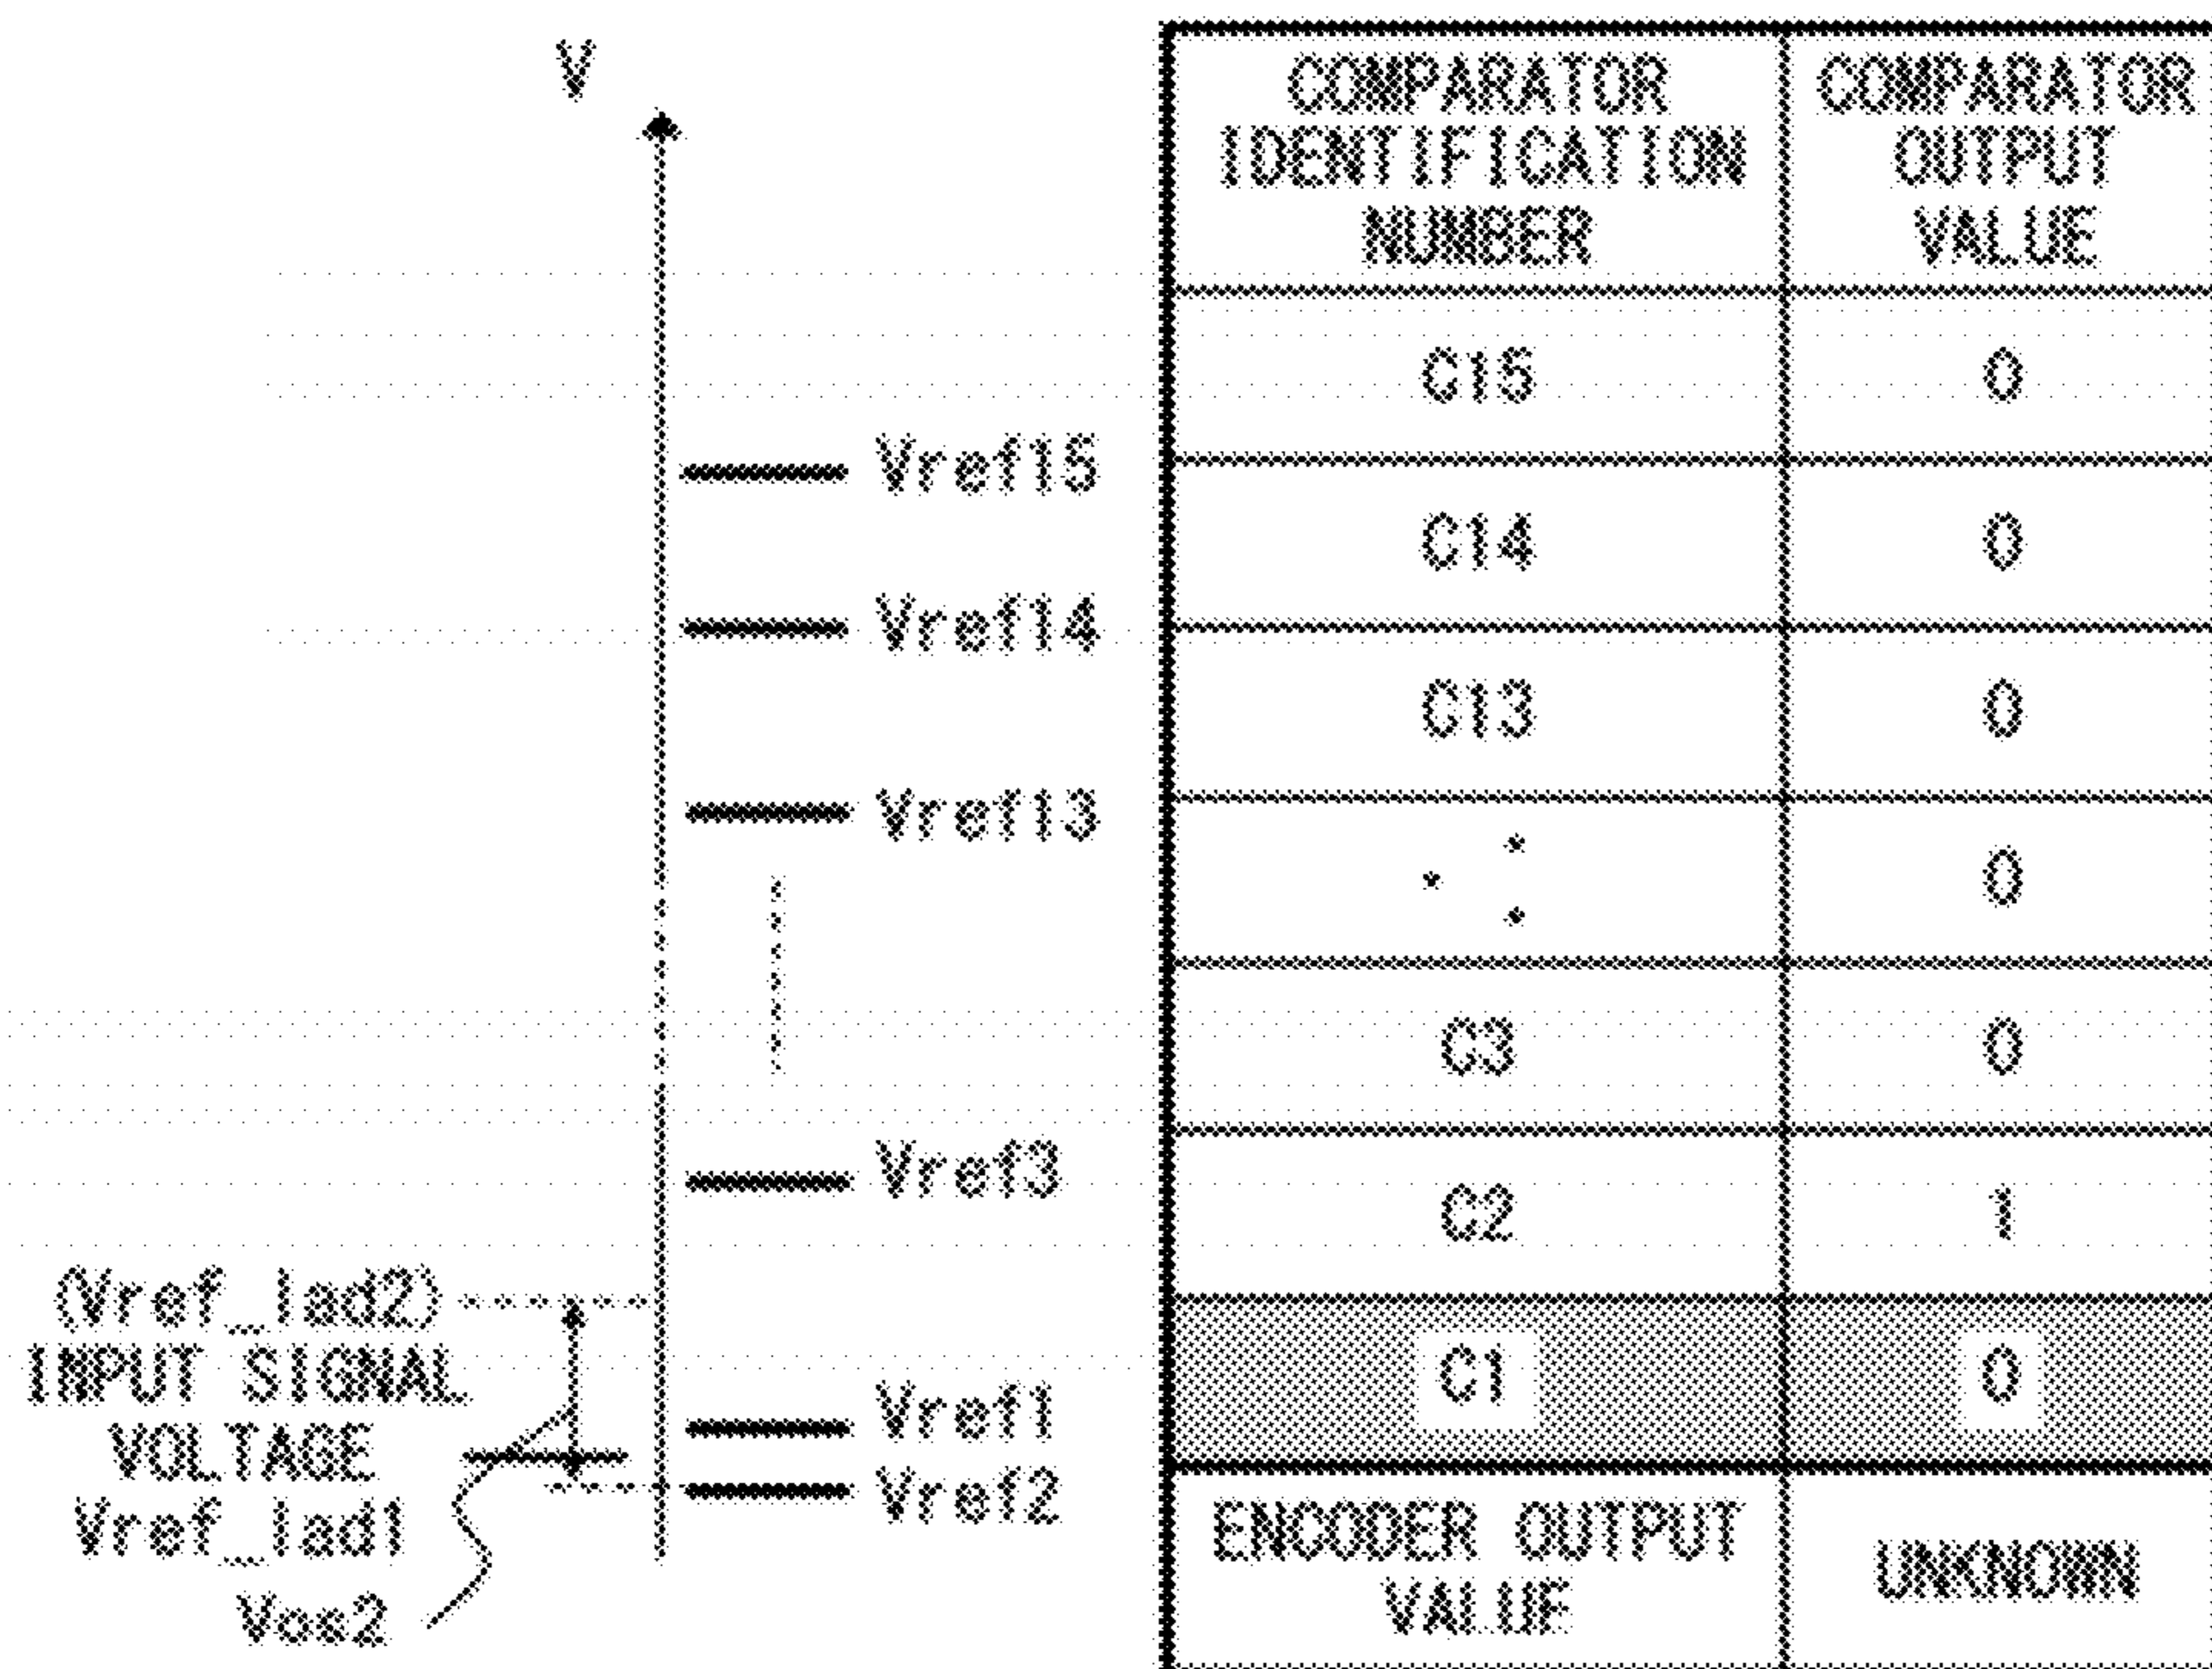 V
Vref15
Vref14
Vref13
Vref3
(Vref_lad2)
INPUT SIGNAL
VOLTAGE
Vref_lad1
Vos2
Vref1
Vref2
COMPARATOR
IDENTIFICATION
NUMBER
COMPARATOR
OUTPUT
VALUE
C15 0
C14 0
C13 0
0
C3 0
C2 1
C1 0
ENCODER OUTPUT
VALUE
UNKNOWN